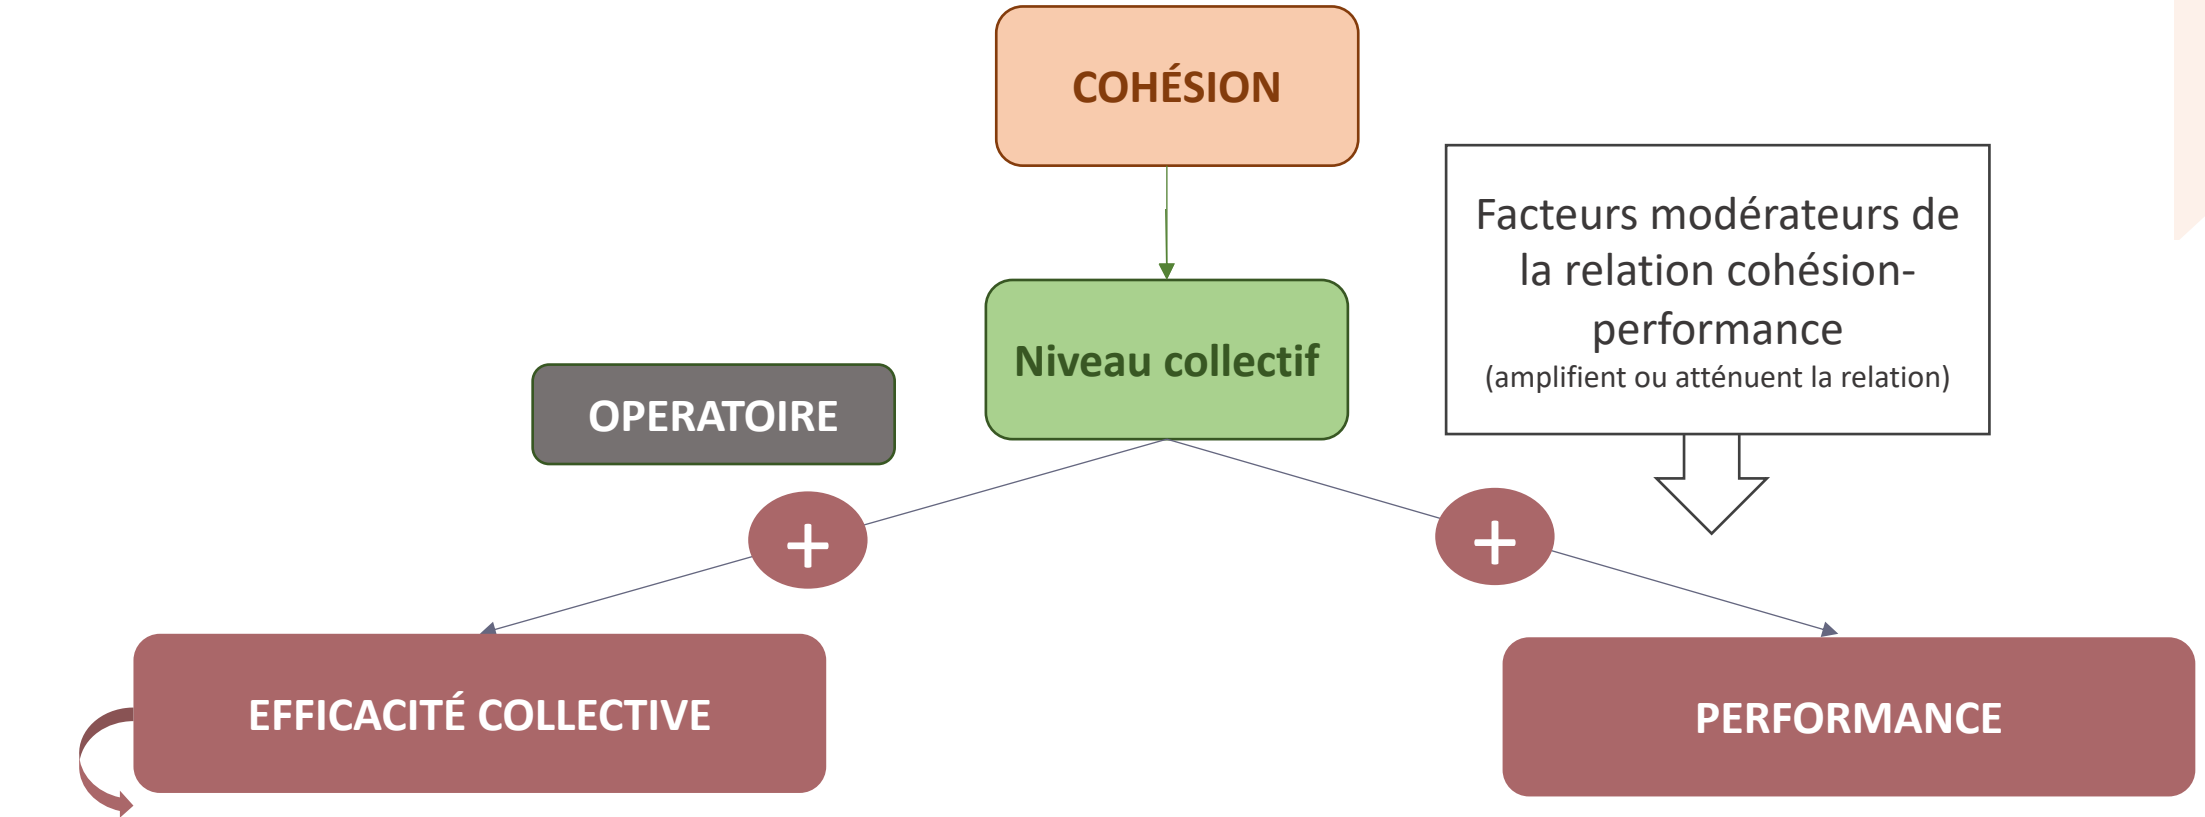 COHÉSION
Facteurs modérateurs de
la relation cohésion-
performance
(amplifient ou atténuent la relation)
Niveau collectif
OPERATOIRE
+
+
EFFICACITÉ COLLECTIVE
PERFORMANCE